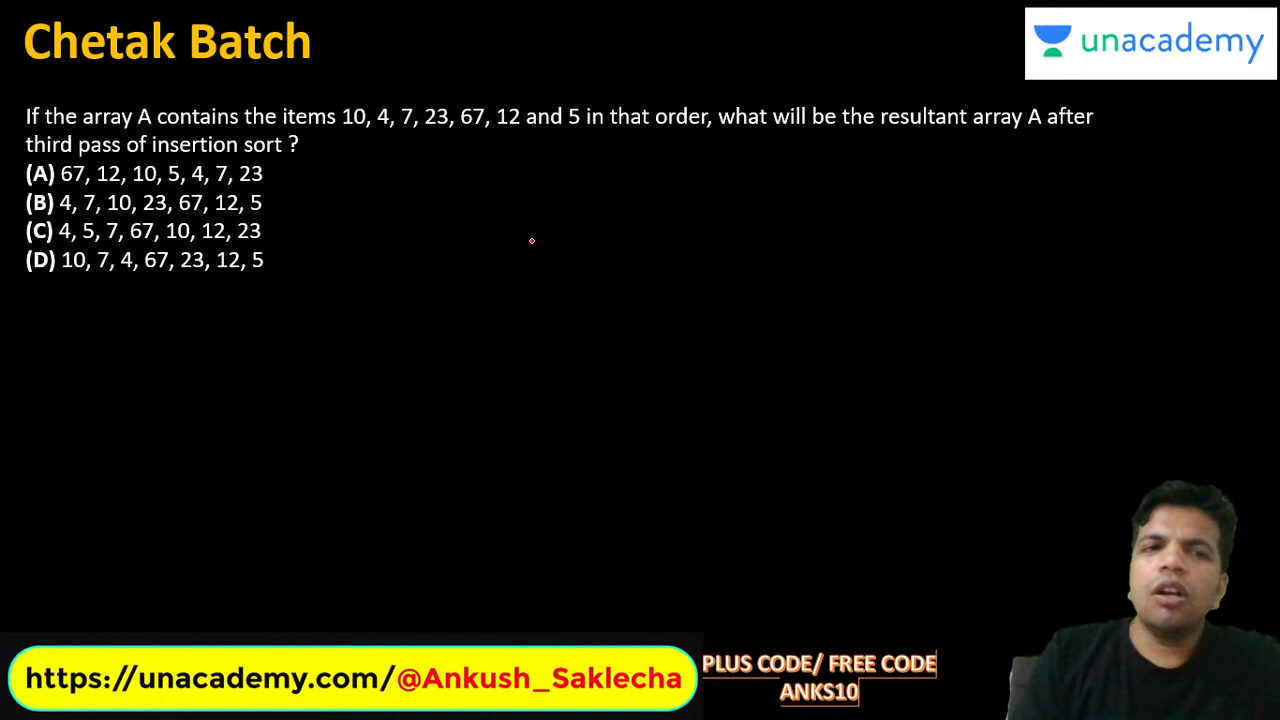 Chetak Batch
unacademy
If the array A contains the items 10, 4, 7, 23, 67, 12 and 5 in that order, what will be the resultant array A after
third pass of insertion sort ?
(A) 67, 12, 10, 5, 4, 7, 23
(B) 4, 7, 10, 23, 67, 12, 5
(C) 4, 5, 7, 67, 10, 12, 23
(D) 10, 7, 4, 67, 23, 12, 5
https://unacademy.com/@Ankush_Saklecha
PLUS CODE/ FREE CODE
ANKS10